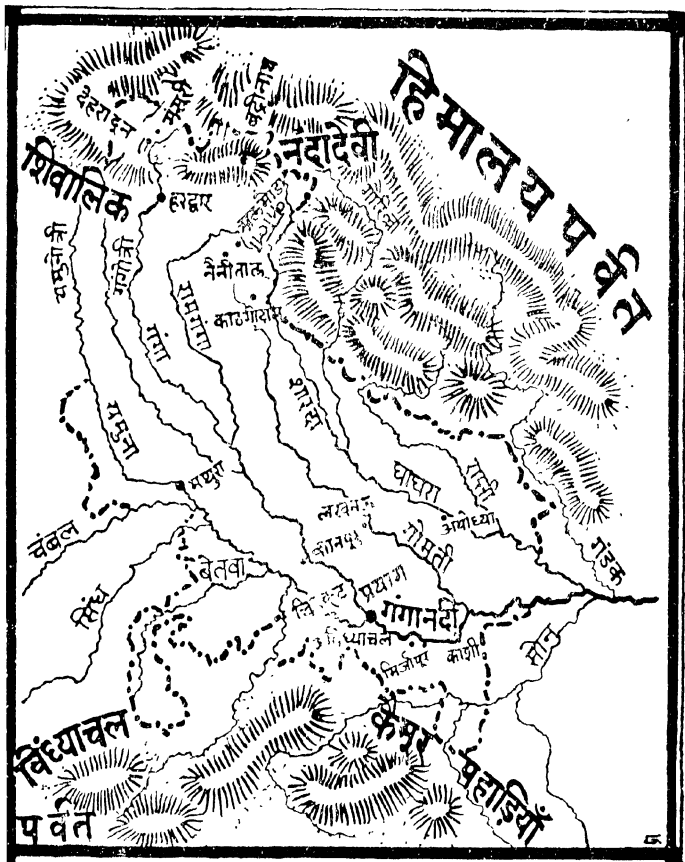 हिमालय पर्वत
देहरादून
मंसूरी
बद्रीनाथ
नंदादेवी
शिवालिक
हरद्वार
यमुनोत्री
गंगोत्री
गंगा
रामगंगा
नैनीताल
काठगोदाम
शारदा
यमुना
मथुरा
घाघरा
राप्ती
लखनऊ
अयोध्या
चंबल
कानपूर
गोमती
गंडक
सिंध
बेतवा
चित्रकूट
प्रयाग
गंगानदी
विंध्याचल
मिर्जापूर
काशी
सोन
विंध्याचल
पर्वत
कैमूर पहाड़ियाँ